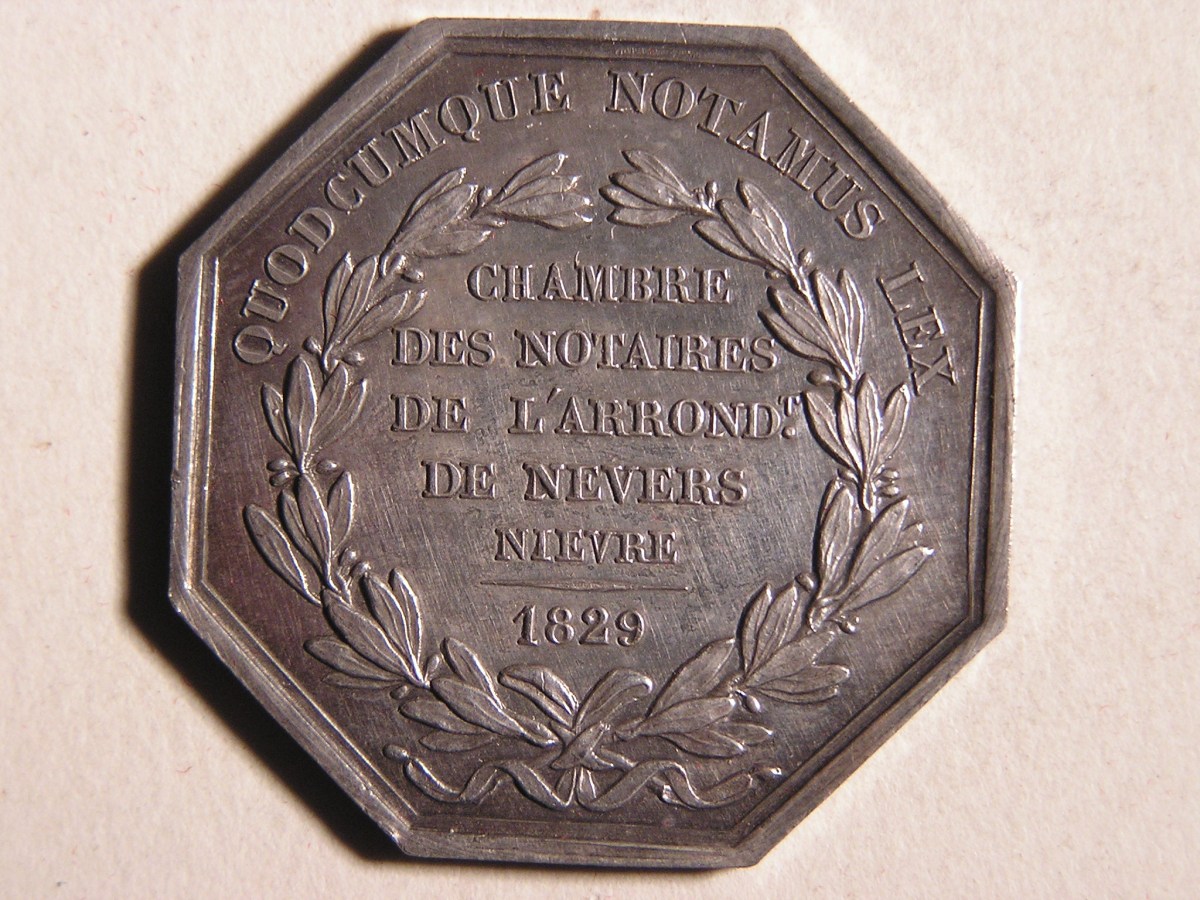 QUODCUMQUE NOTAMUS LEX
CHAMBRE
DES NOTAIRES
DE L'ARROND.T
DE NEVERS
NIEVRE
1829